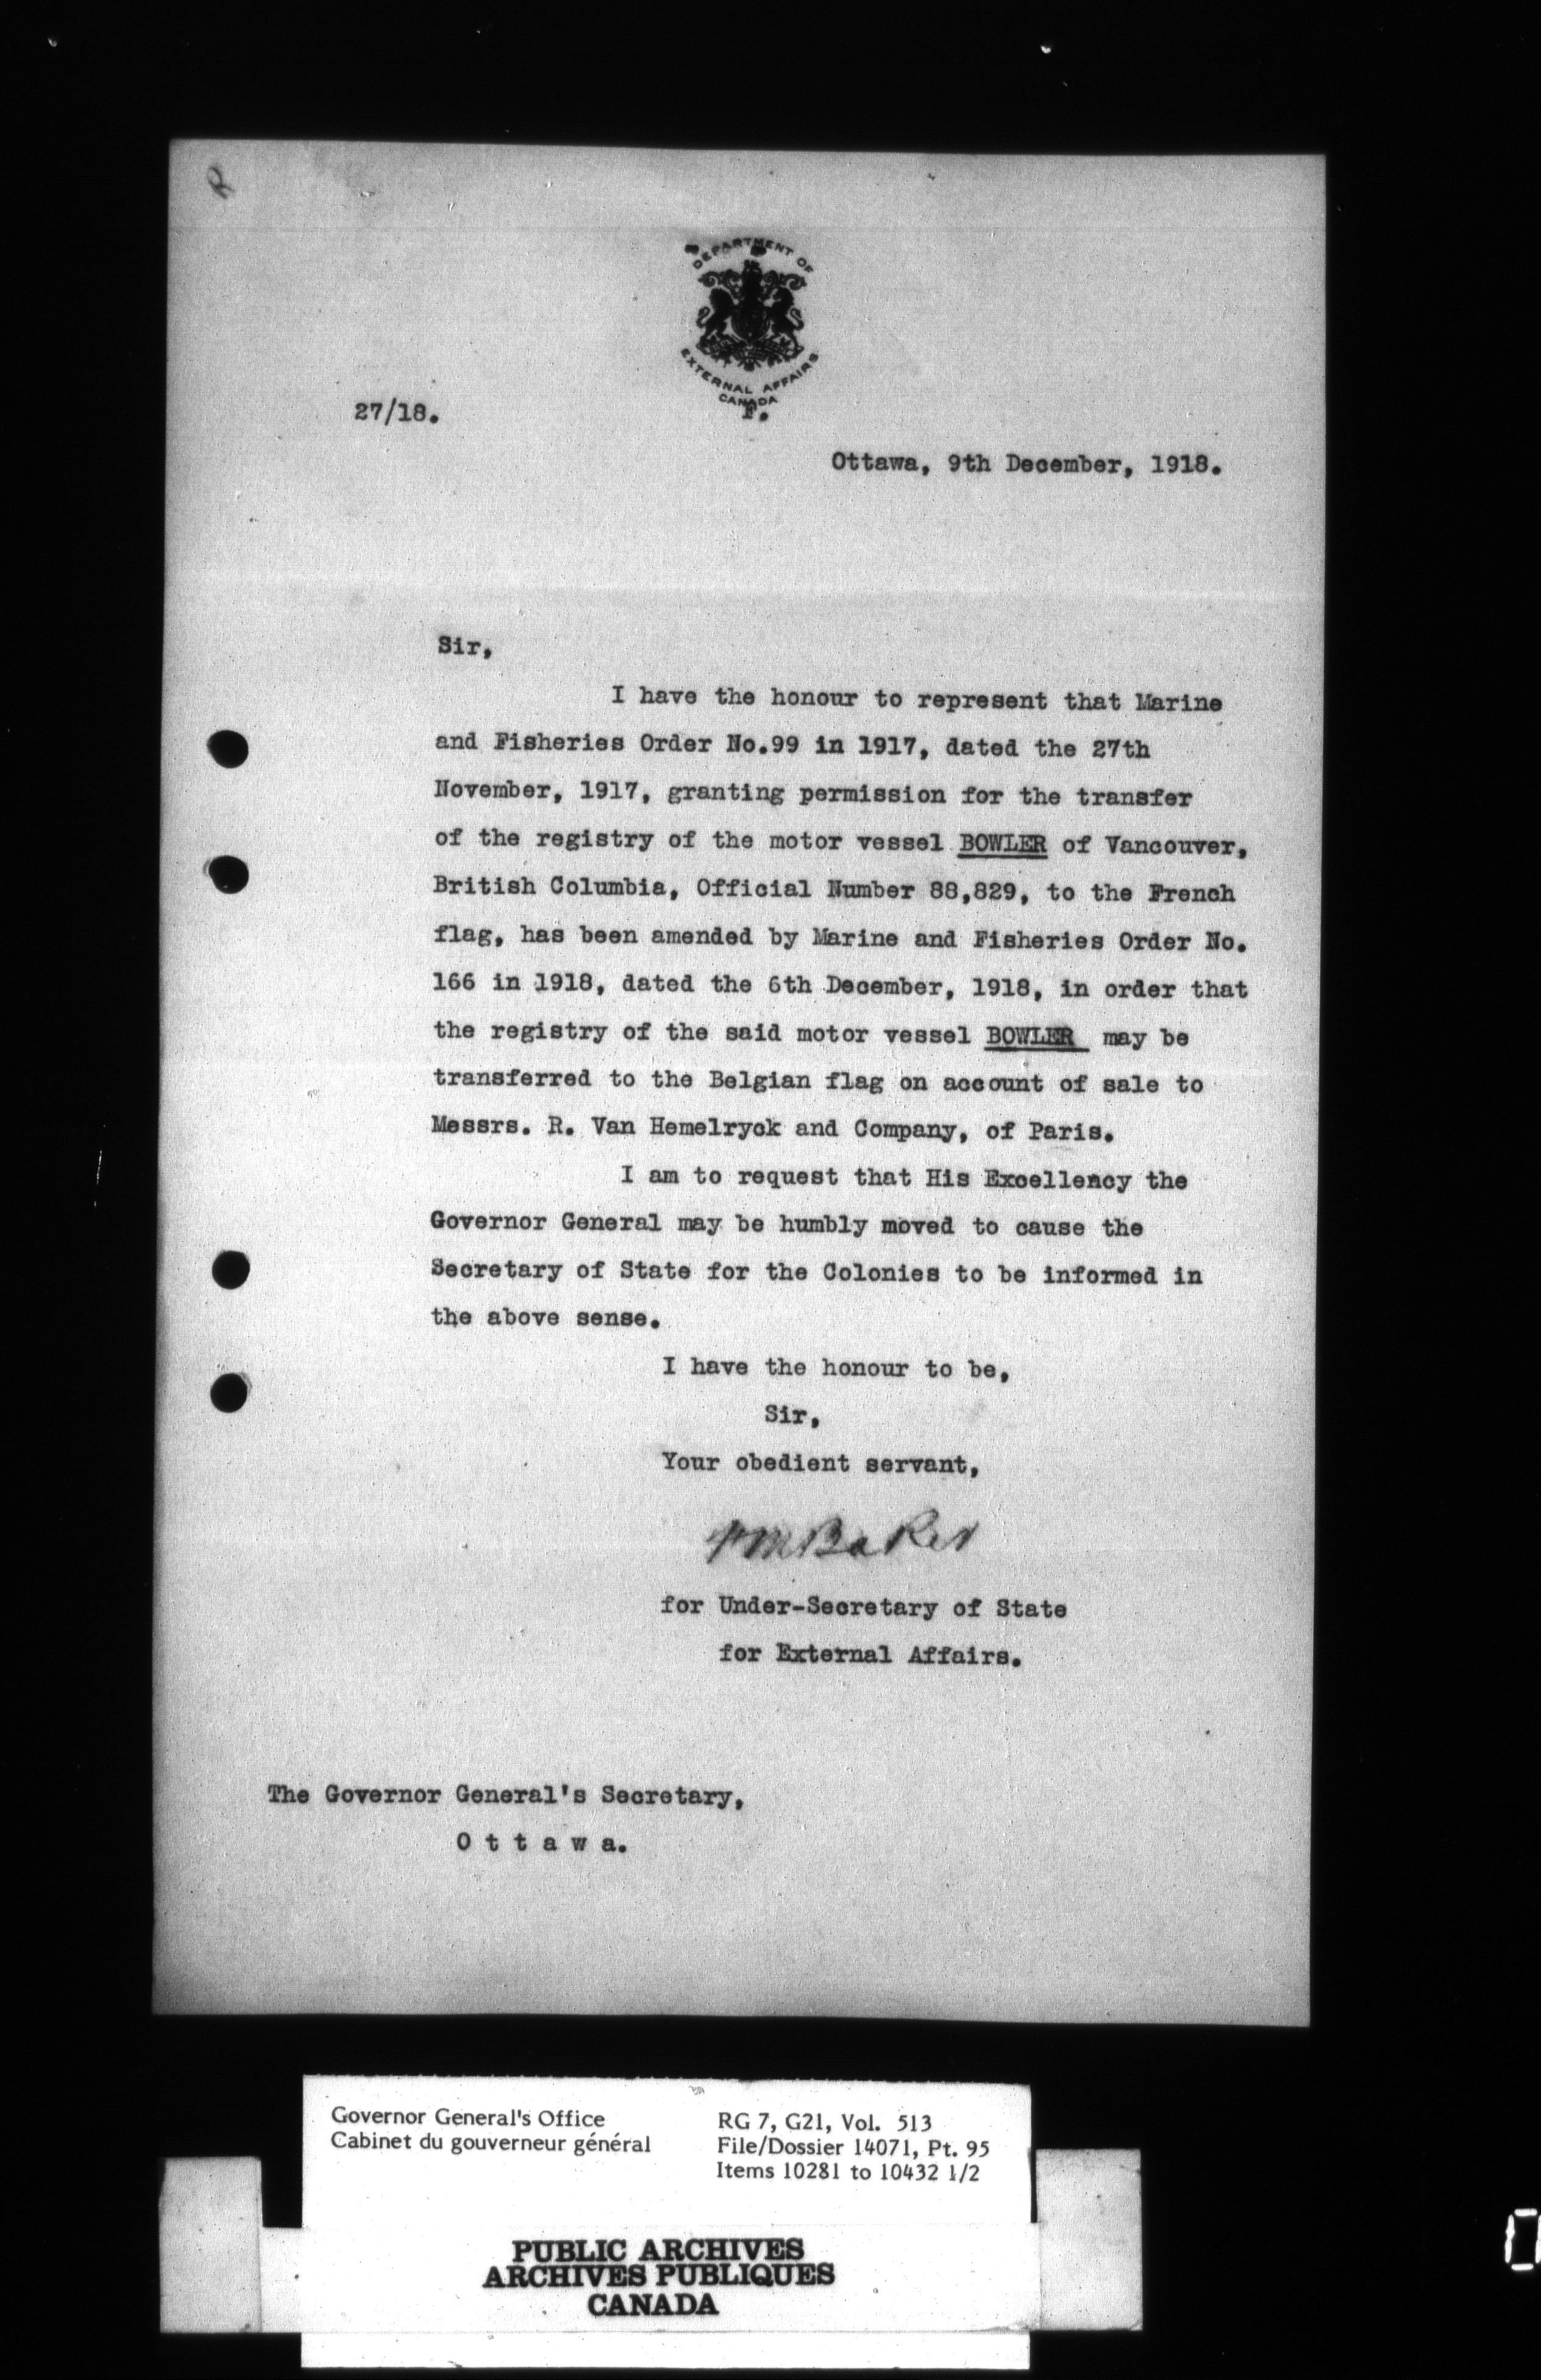 R
DEPARTMENT OF
EXTERNAL AFFAIRS
CANADA
F.
27/18.
Ottawa, 9th December, 1918.
Sir,
I have the honour to represent that Marine
and Fisheries Order No.99 in 1917, dated the 27th
November, 1917, granting permission for the transfer
of the registry of the motor vessel BOWLER of Vancouver,
British Columbia, Official Number 88,829, to the French
flag, has been amended by Marine and Fisheries Order No.
166 in 1918, dated the 6th December, 1918, in order that
the registry of the said motor vessel BOWLER may be
transferred to the Belgian flag on account of sale to
Messrs. R. Van Hemelryck and Company, of Paris.
I am to request that His Excellency the
Governor General may be humbly moved to cause the
Secretary of State for the Colonies to be informed in
the above sense.
I have the honour to be,
Sir,
Your obedient servant,
Baker
for Under-Secretary of State
for External Affairs.
The Governor General's Secretary,
O t t a w a.
Governor General's Office
Cabinet du gouverneur général
RG 7, G21, Vol. 513
File/Dossier 14071, Pt. 95
Items 10281 to 10432 1/2
PUBLIC ARCHIVES
ARCHIVES PUBLIQUES
CANADA